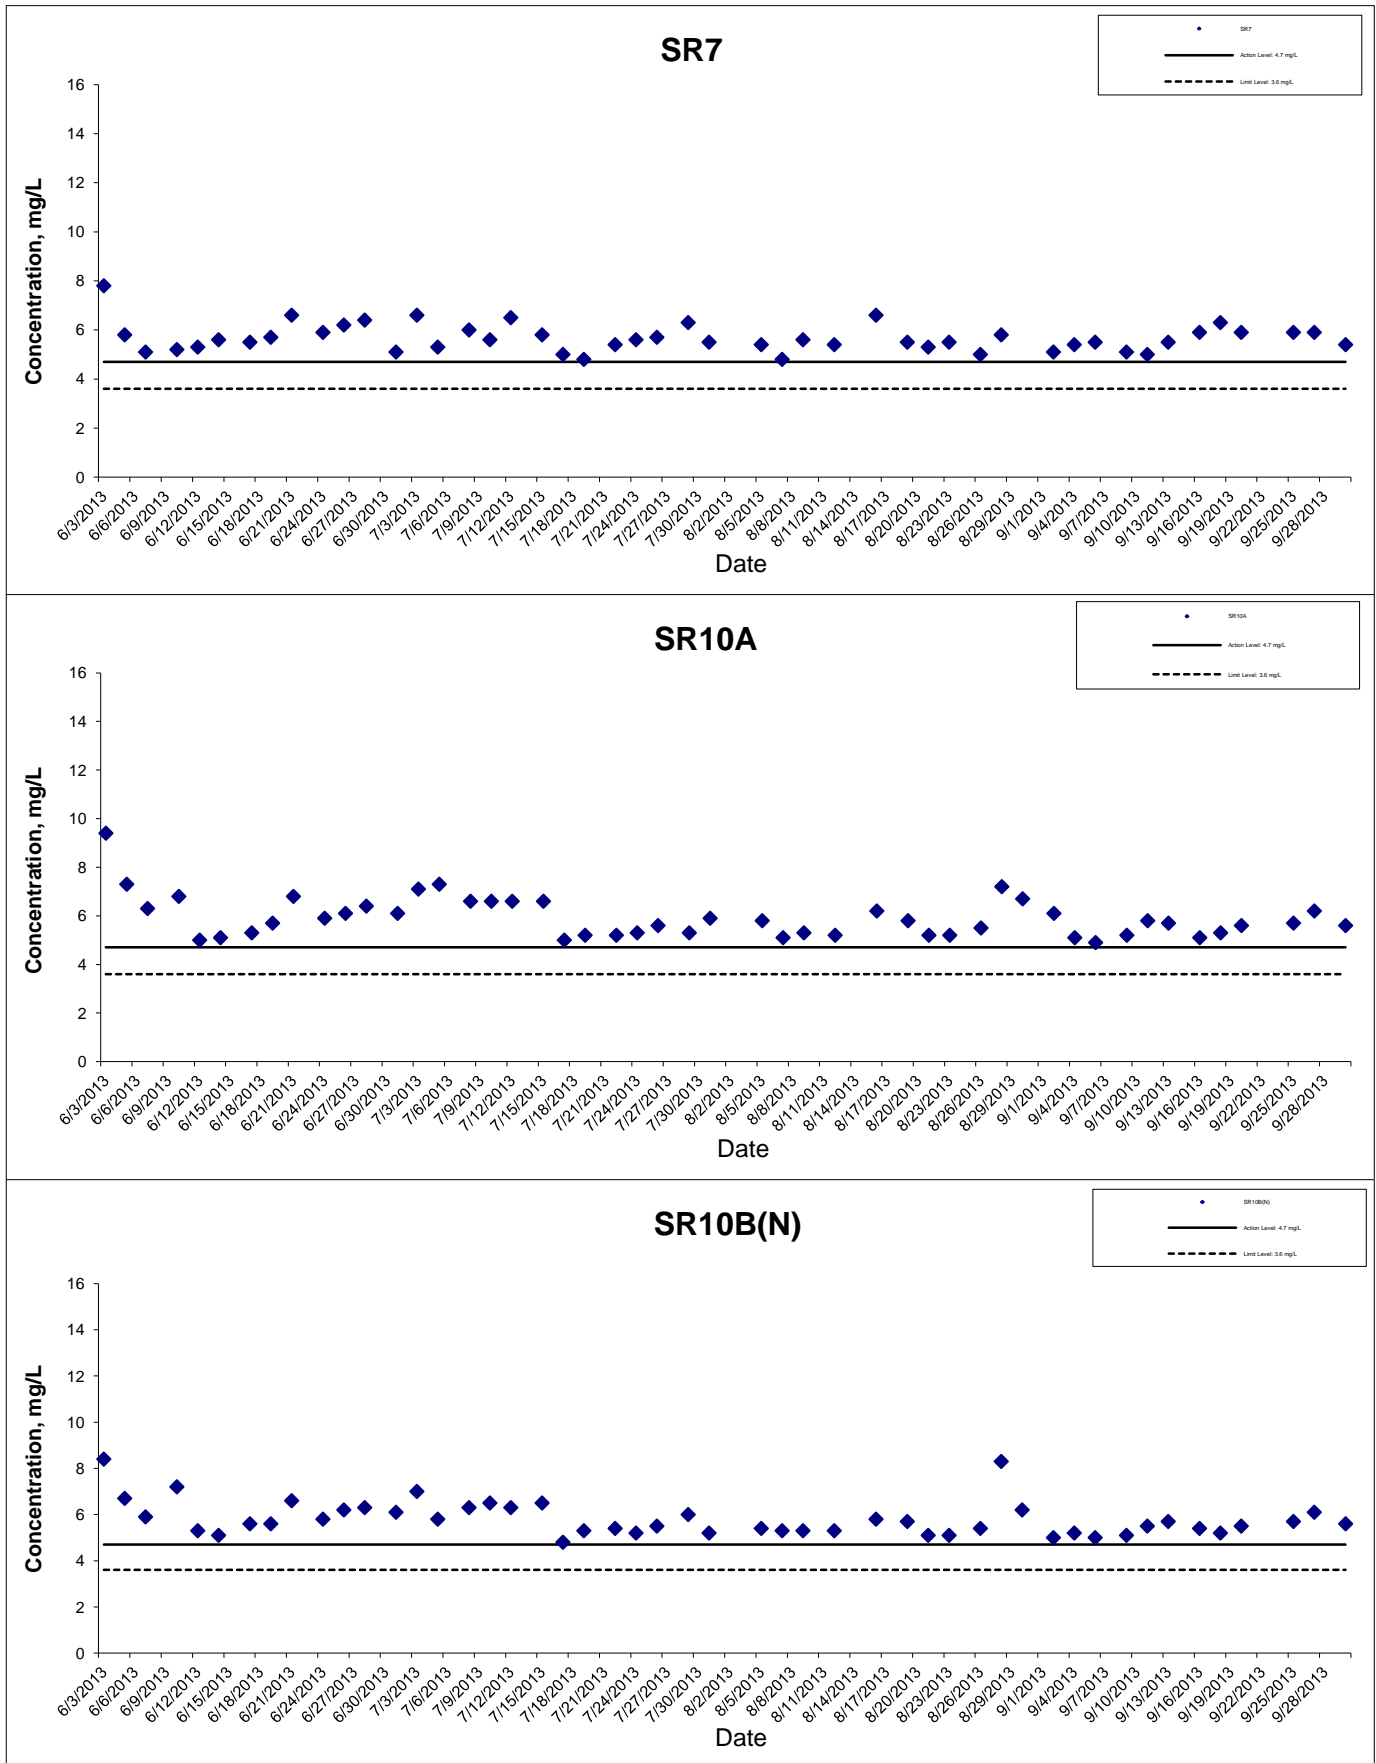 SR7
SR7
Action Level: 4.7 mg/L
Limit Level: 3.6 mg/L
Concentration, mg/L
16
14
12
10
8
6
4
2
0
6/3/2013 6/6/2013 6/9/2013 6/12/2013 6/15/2013 6/18/2013 6/21/2013 6/24/2013 6/27/2013 6/30/2013 7/3/2013 7/6/2013 7/9/2013 7/12/2013 7/15/2013 7/18/2013 7/21/2013 7/24/2013 7/27/2013 7/30/2013 8/2/2013 8/5/2013 8/8/2013 8/11/2013 8/14/2013 8/17/2013 8/20/2013 8/23/2013 8/26/2013 8/29/2013 9/1/2013 9/4/2013 9/7/2013 9/10/2013 9/13/2013 9/16/2013 9/19/2013 9/22/2013 9/25/2013 9/28/2013
Date
SR10A
SR10A
Action Level: 4.7 mg/L
Limit Level: 3.6 mg/L
Concentration, mg/L
16
14
12
10
8
6
4
2
0
6/3/2013 6/6/2013 6/9/2013 6/12/2013 6/15/2013 6/18/2013 6/21/2013 6/24/2013 6/27/2013 6/30/2013 7/3/2013 7/6/2013 7/9/2013 7/12/2013 7/15/2013 7/18/2013 7/21/2013 7/24/2013 7/27/2013 7/30/2013 8/2/2013 8/5/2013 8/8/2013 8/11/2013 8/14/2013 8/17/2013 8/20/2013 8/23/2013 8/26/2013 8/29/2013 9/1/2013 9/4/2013 9/7/2013 9/10/2013 9/13/2013 9/16/2013 9/19/2013 9/22/2013 9/25/2013 9/28/2013
Date
SR10B(N)
SR10B(N)
Action Level: 4.7 mg/L
Limit Level: 3.6 mg/L
Concentration, mg/L
16
14
12
10
8
6
4
2
0
6/3/2013 6/6/2013 6/9/2013 6/12/2013 6/15/2013 6/18/2013 6/21/2013 6/24/2013 6/27/2013 6/30/2013 7/3/2013 7/6/2013 7/9/2013 7/12/2013 7/15/2013 7/18/2013 7/21/2013 7/24/2013 7/27/2013 7/30/2013 8/2/2013 8/5/2013 8/8/2013 8/11/2013 8/14/2013 8/17/2013 8/20/2013 8/23/2013 8/26/2013 8/29/2013 9/1/2013 9/4/2013 9/7/2013 9/10/2013 9/13/2013 9/16/2013 9/19/2013 9/22/2013 9/25/2013 9/28/2013
Date